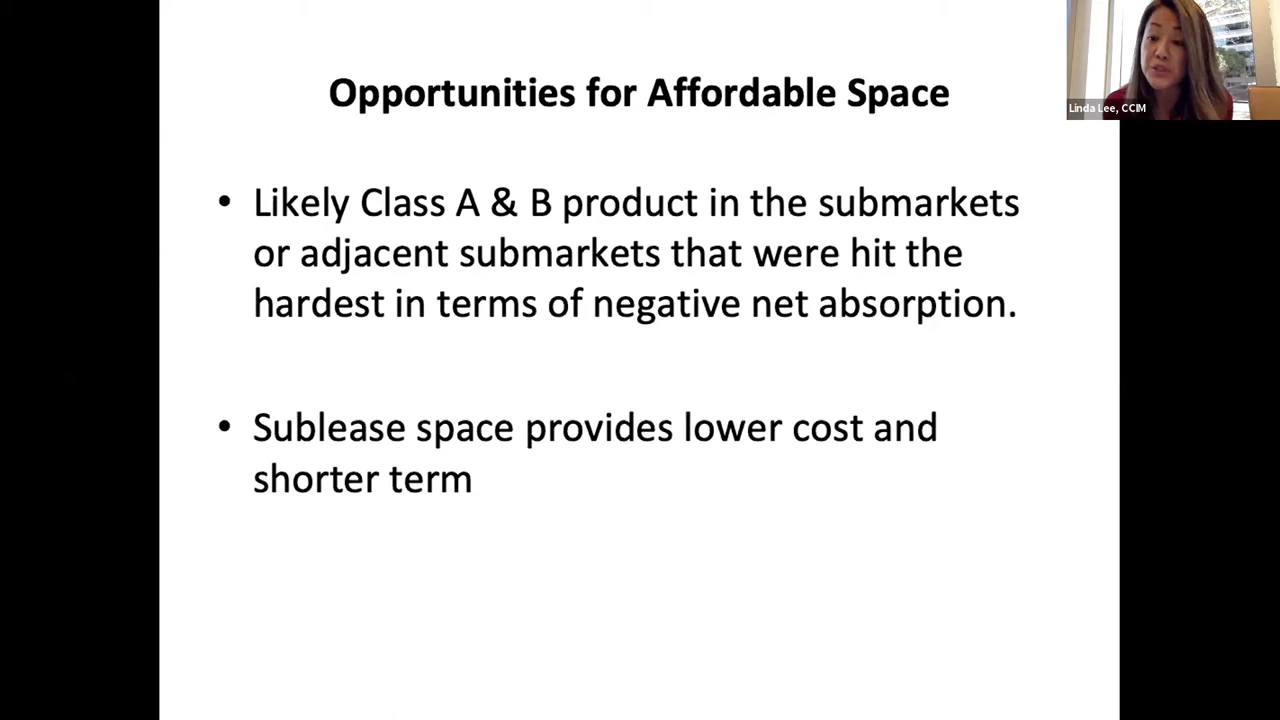 Opportunities for Affordable Space
Linda Lee, CCIM
• Likely Class A & B product in the submarkets
or adjacent submarkets that were hit the
hardest in terms of negative net absorption.
• Sublease space provides lower cost and
shorter term